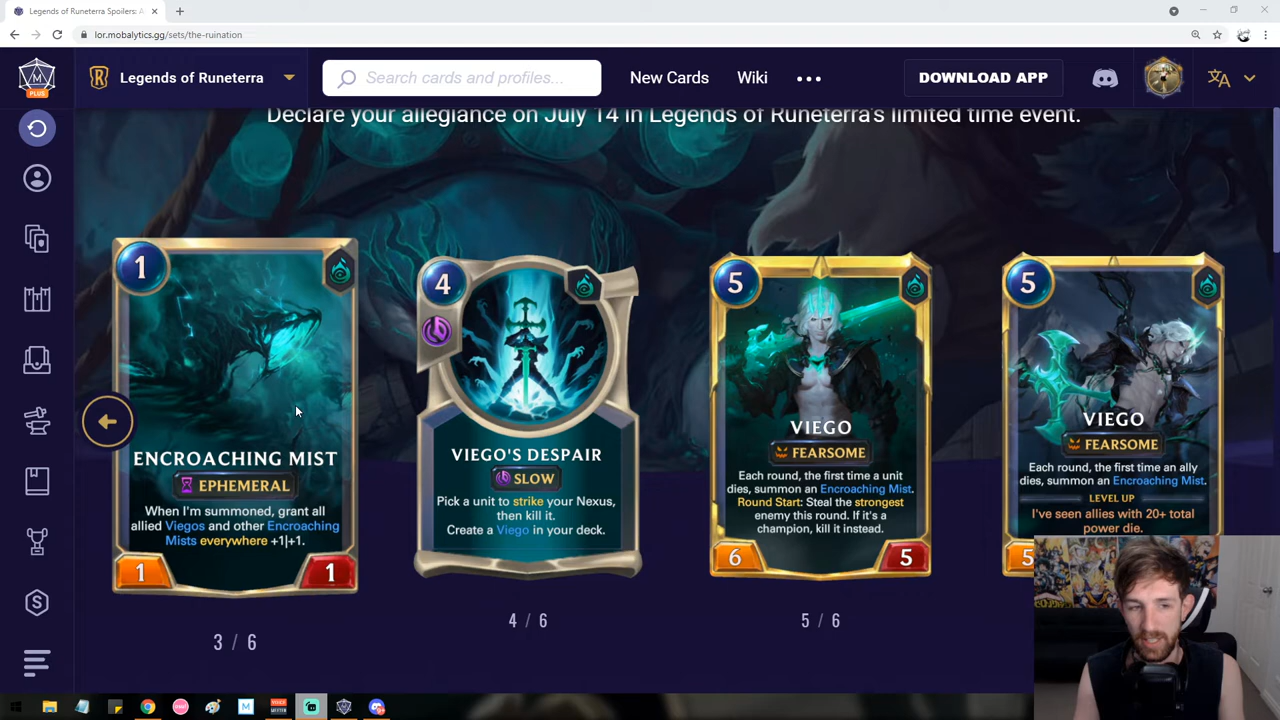 Legends of Runeterra Spoilers: A
lor.mobalytics.gg/sets/the-ruination
M
PLUS
Legends of Runeterra
Search cards and profiles...
New Cards
Wiki
DOWNLOAD APP
Declare your allegiance on July 14 in Legends of Runeterra's limited time event.
1
ENCROACHING MIST
EPHEMERAL
When I'm summoned, grant all
allied Viegos and other Encroaching
Mists everywhere +1|+1.
1
1
3 / 6
4
VIEGO'S DESPAIR
SLOW
Pick a unit to strike your Nexus,
then kill it.
Create a Viego in your deck.
4 / 6
5
VIEGO
FEARSOME
Each round, the first time a unit
dies, summon an Encroaching Mist.
Round Start: Steal the strongest
enemy this round. If it's a
champion, kill it instead.
6
5
5 / 6
5
VIEGO
FEARSOME
Each round, the first time an ally
dies, summon an Encroaching Mist.
LEVEL UP
I've seen allies with 20+ total
power die.
5